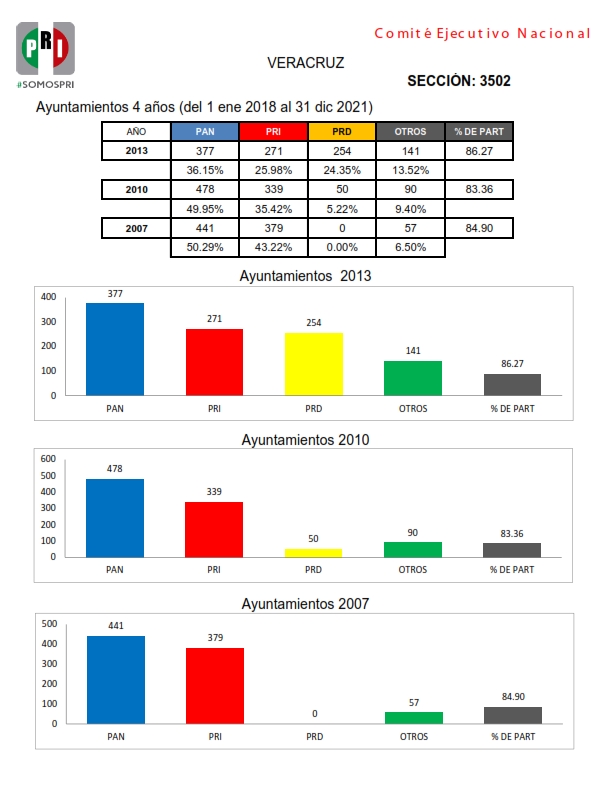 Comité Ejecutivo Nacional
PRI
#SOMOSPRI
VERACRUZ
SECCIÓN: 3502
Ayuntamientos 4 años (del 1 ene 2018 al 31 dic 2021)
AÑO PAN PRI PRD OTROS % DE PART
2013 377 271 254 141 86.27
36.15% 25.98% 24.35% 13.52%
2010 478 339 50 90 83.36
49.95% 35.42% 5.22% 9.40%
2007 441 379 0 57 84.90
50.29% 43.22% 0.00% 6.50%
Ayuntamientos 2013
400
300
200
100
0
377 271 254 141 86.27
PAN PRI PRD OTROS % DE PART
Ayuntamientos 2010
600
500
400
300
200
100
0
478 339 50 90 83.36
PAN PRI PRD OTROS % DE PART
Ayuntamientos 2007
500
400
300
200
100
0
441 379 0 57 84.90
PAN PRI PRD OTROS % DE PART